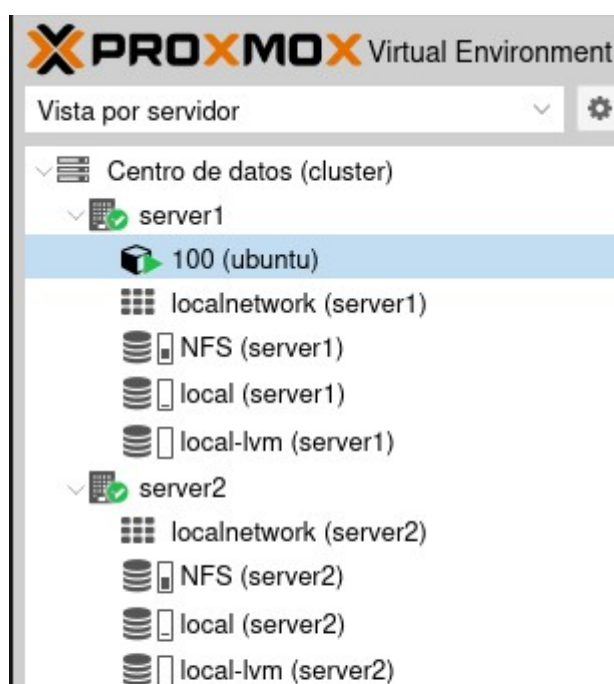 PROXMOX Virtual Environment
Vista por servidor
Centro de datos (cluster)
server1
100 (ubuntu)
localnetwork (server1)
NFS (server1)
local (server1)
local-lvm (server1)
server2
localnetwork (server2)
NFS (server2)
local (server2)
local-lvm (server2)